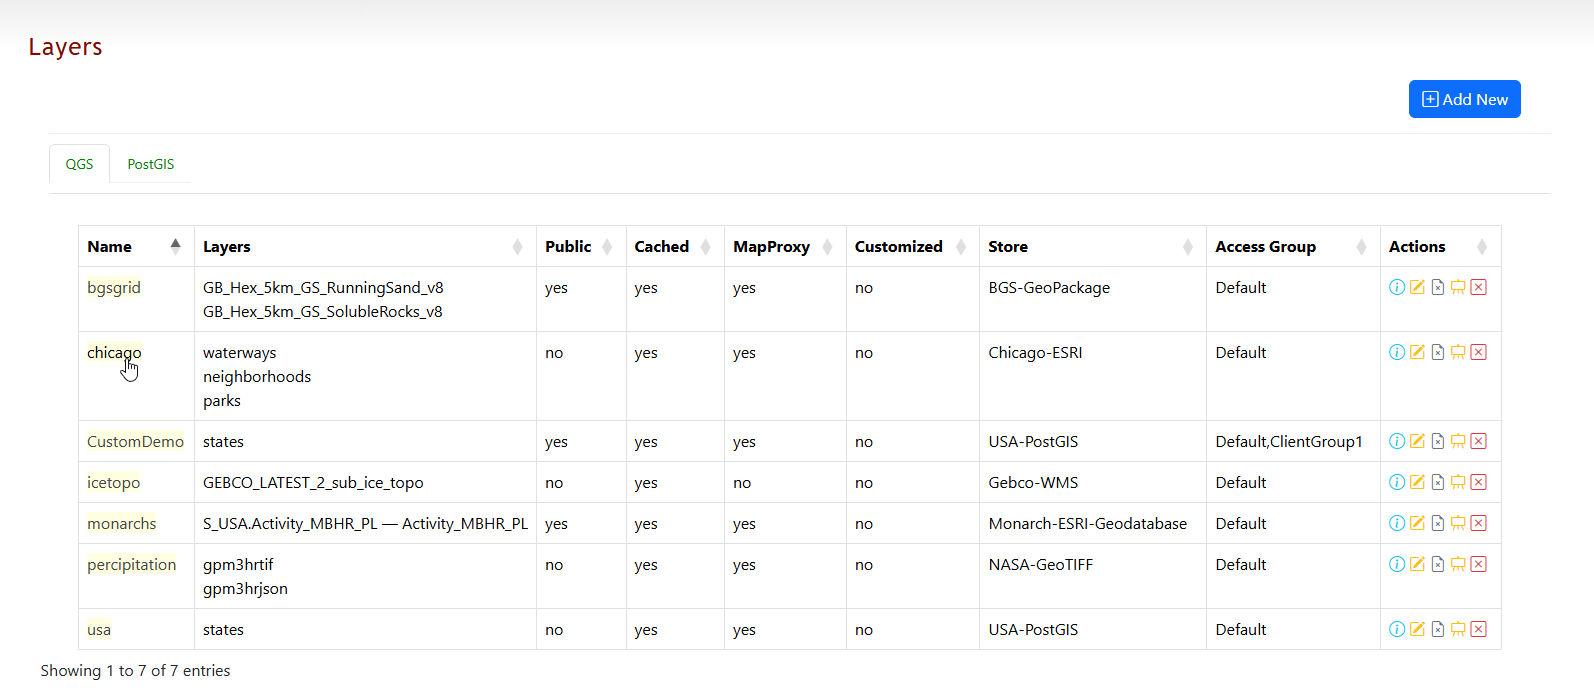 Layers
Add New
QGS PostGIS
Name Layers Public Cached MapProxy Customized Store Access Group Actions
bgsgrid GB_Hex_5km_GS_RunningSand_v8 yes yes yes no BGS-GeoPackage Default
GB_Hex_5km_GS_SolubleRocks_v8
chicago waterways no yes yes no Chicago-ESRI Default
neighborhoods
parks
CustomDemo states yes yes yes no USA-PostGIS Default,ClientGroup1
icetopo GEBCO_LATEST_2_sub_ice_topo no yes no no Gebco-WMS Default
monarchs S_USA.Activity_MBHR_PL — Activity_MBHR_PL yes yes yes no Monarch-ESRI-Geodatabase Default
percipitation gpm3hrtif no yes yes no NASA-GeoTIFF Default
gpm3hrjson
usa states no yes yes no USA-PostGIS Default
Showing 1 to 7 of 7 entries